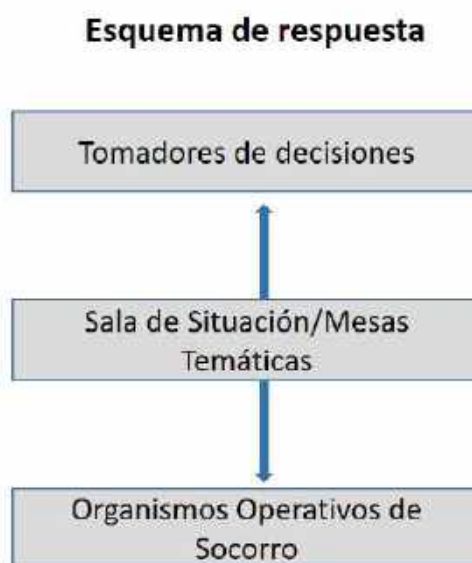 Esquema de respuesta
Tomadores de decisiones
Sala de Situación/Mesas
Temáticas
Organismos Operativos de
Socorro